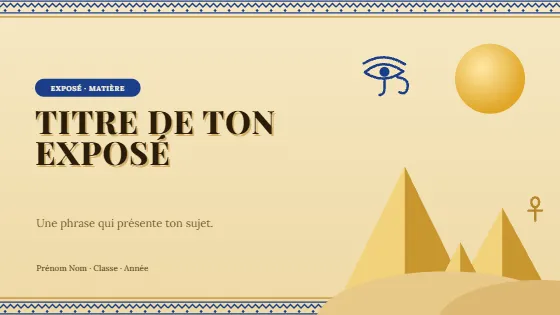 EXPOSÉ · MATIÈRE
TITRE DE TON
EXPOSÉ
Une phrase qui présente ton sujet.
Prénom Nom · Classe · Année